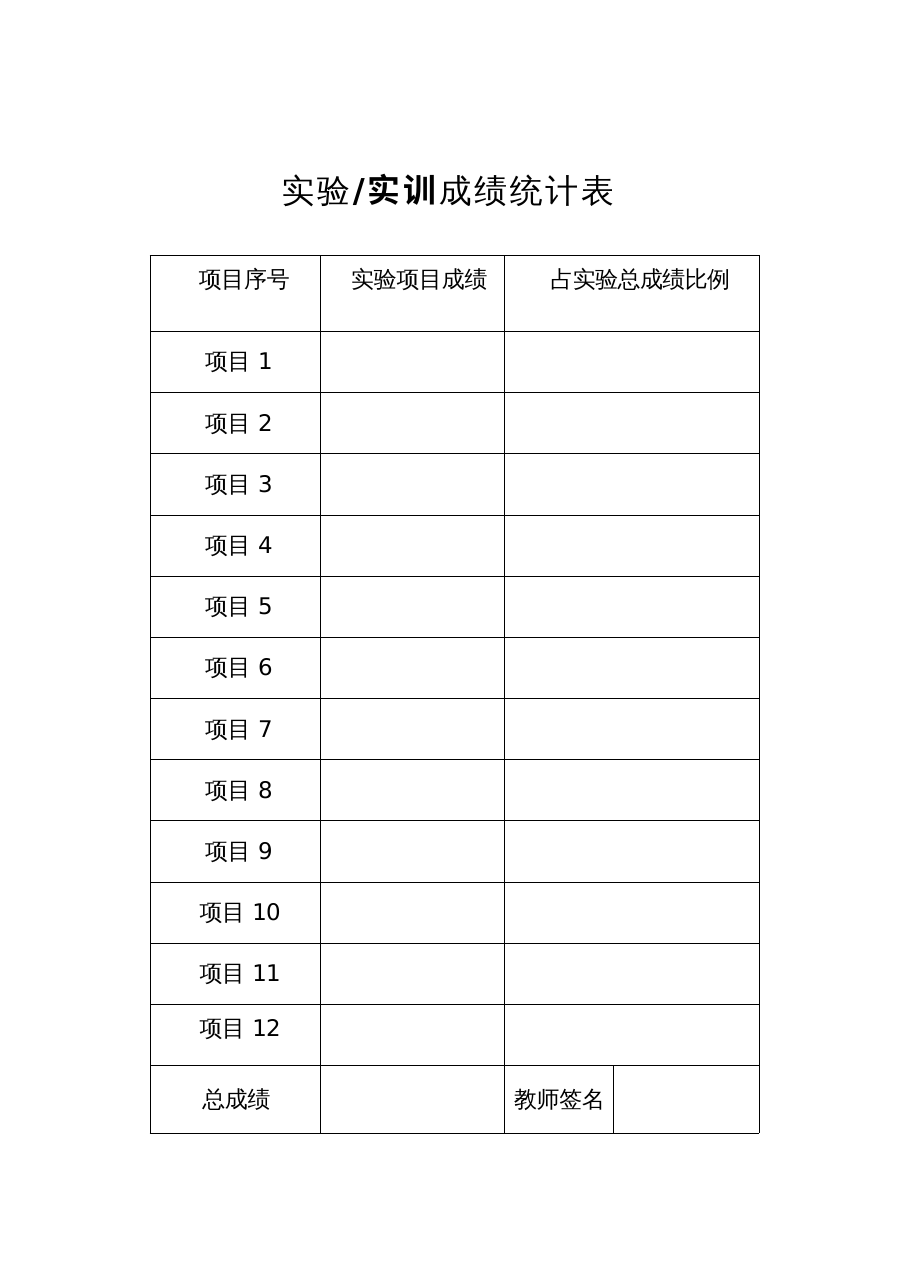 实验/实训成绩统计表
项目序号 实验项目成绩 占实验总成绩比例
项目 1
项目 2
项目 3
项目 4
项目 5
项目 6
项目 7
项目 8
项目 9
项目 10
项目 11
项目 12
总成绩 教师签名